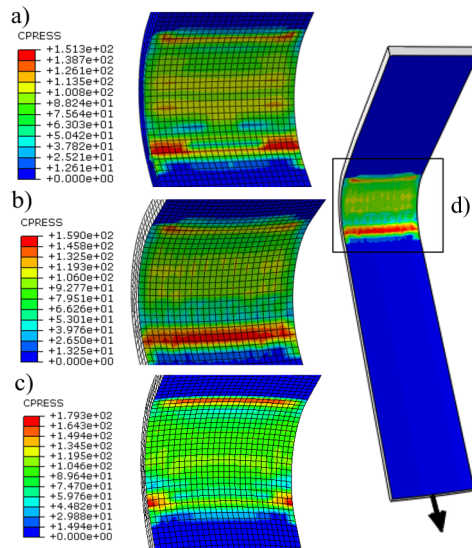 a)
CPRESS
+1.513e+02
+1.387e+02
+1.261e+02
+1.135e+02
+1.008e+02
+8.824e+01
+7.564e+01
+6.303e+01
+5.042e+01
+3.782e+01
+2.521e+01
+1.261e+01
+0.000e+00
b)
CPRESS
+1.590e+02
+1.458e+02
+1.325e+02
+1.193e+02
+1.060e+02
+9.277e+01
+7.951e+01
+6.626e+01
+5.301e+01
+3.976e+01
+2.650e+01
+1.325e+01
+0.000e+00
c)
CPRESS
+1.793e+02
+1.643e+02
+1.494e+02
+1.345e+02
+1.195e+02
+1.046e+02
+8.964e+01
+7.470e+01
+5.976e+01
+4.482e+01
+2.988e+01
+1.494e+01
+0.000e+00
d)